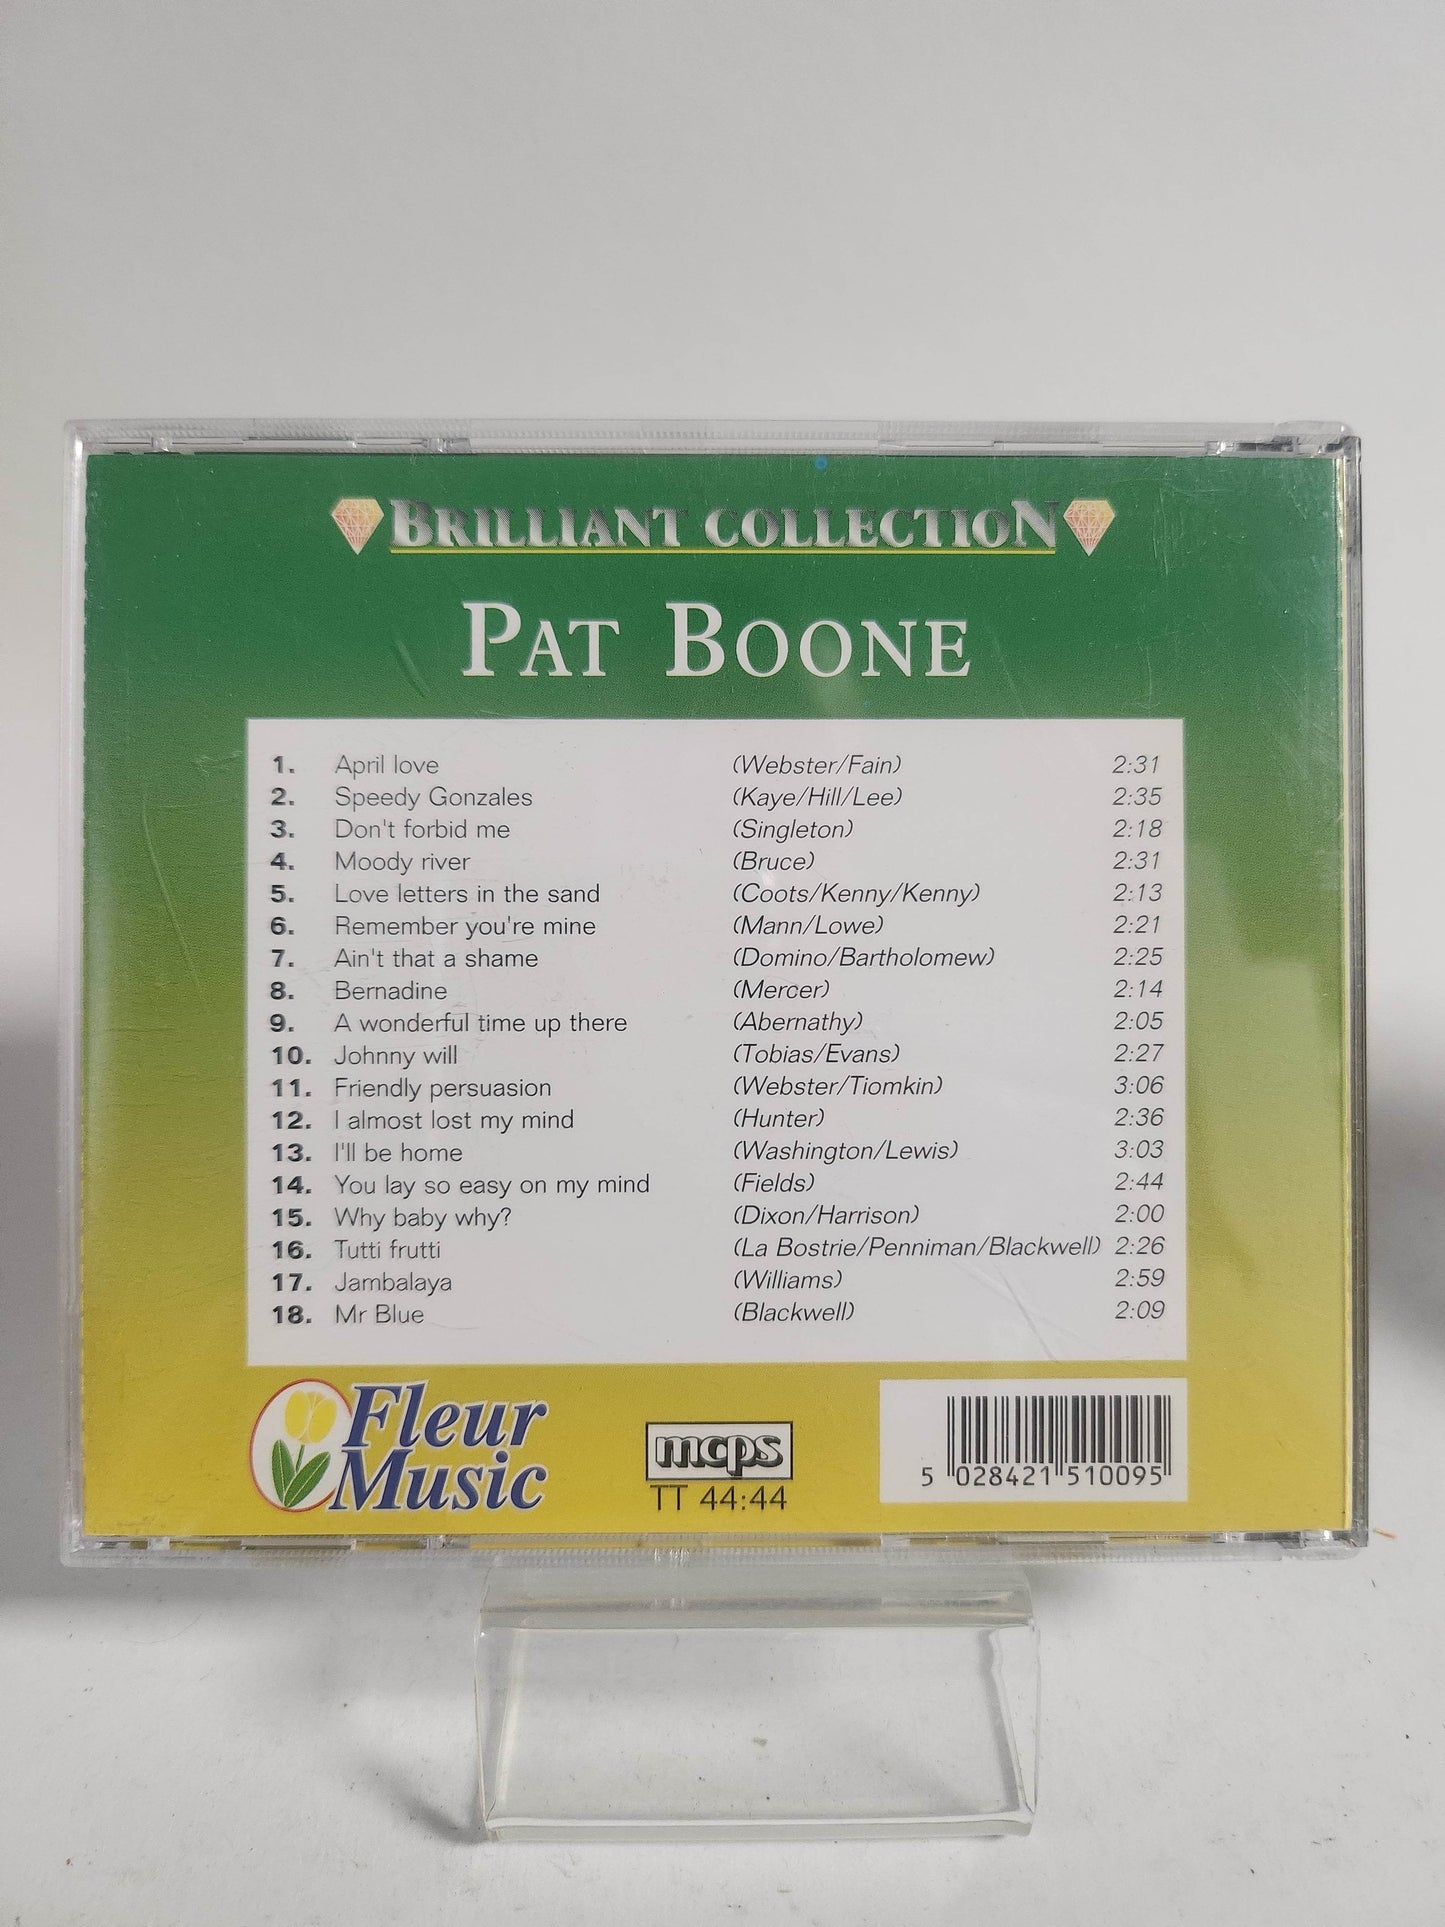 BRILLIANT COLLECTION
PAT BOONE
1. April love (Webster/Fain) 2:31
2. Speedy Gonzales (Kaye/Hill/Lee) 2:35
3. Don't forbid me (Singleton) 2:18
4. Moody river (Bruce) 2:31
5. Love letters in the sand (Coots/Kenny/Kenny) 2:13
6. Remember you're mine (Mann/Lowe) 2:21
7. Ain't that a shame (Domino/Bartholomew) 2:25
8. Bernadine (Mercer) 2:14
9. A wonderful time up there (Abernathy) 2:05
10. Johnny will (Tobias/Evans) 2:27
11. Friendly persuasion (Webster/Tiomkin) 3:06
12. I almost lost my mind (Hunter) 2:36
13. I'll be home (Washington/Lewis) 3:03
14. You lay so easy on my mind (Fields) 2:44
15. Why baby why? (Dixon/Harrison) 2:00
16. Tutti frutti (La Bostrie/Penniman/Blackwell) 2:26
17. Jambalaya (Williams) 2:59
18. Mr Blue (Blackwell) 2:09
Fleur
Music
mcps
TT 44:44
5 028421 510095